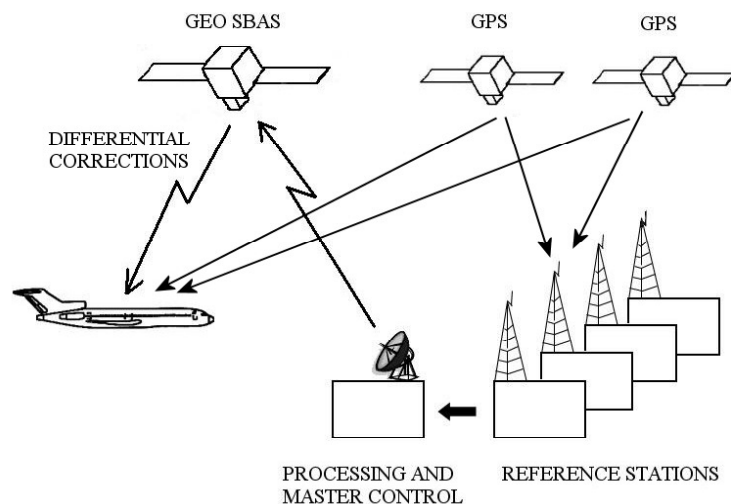 GEO SBAS
GPS
GPS
DIFFERENTIAL
CORRECTIONS
PROCESSING AND
MASTER CONTROL
REFERENCE STATIONS